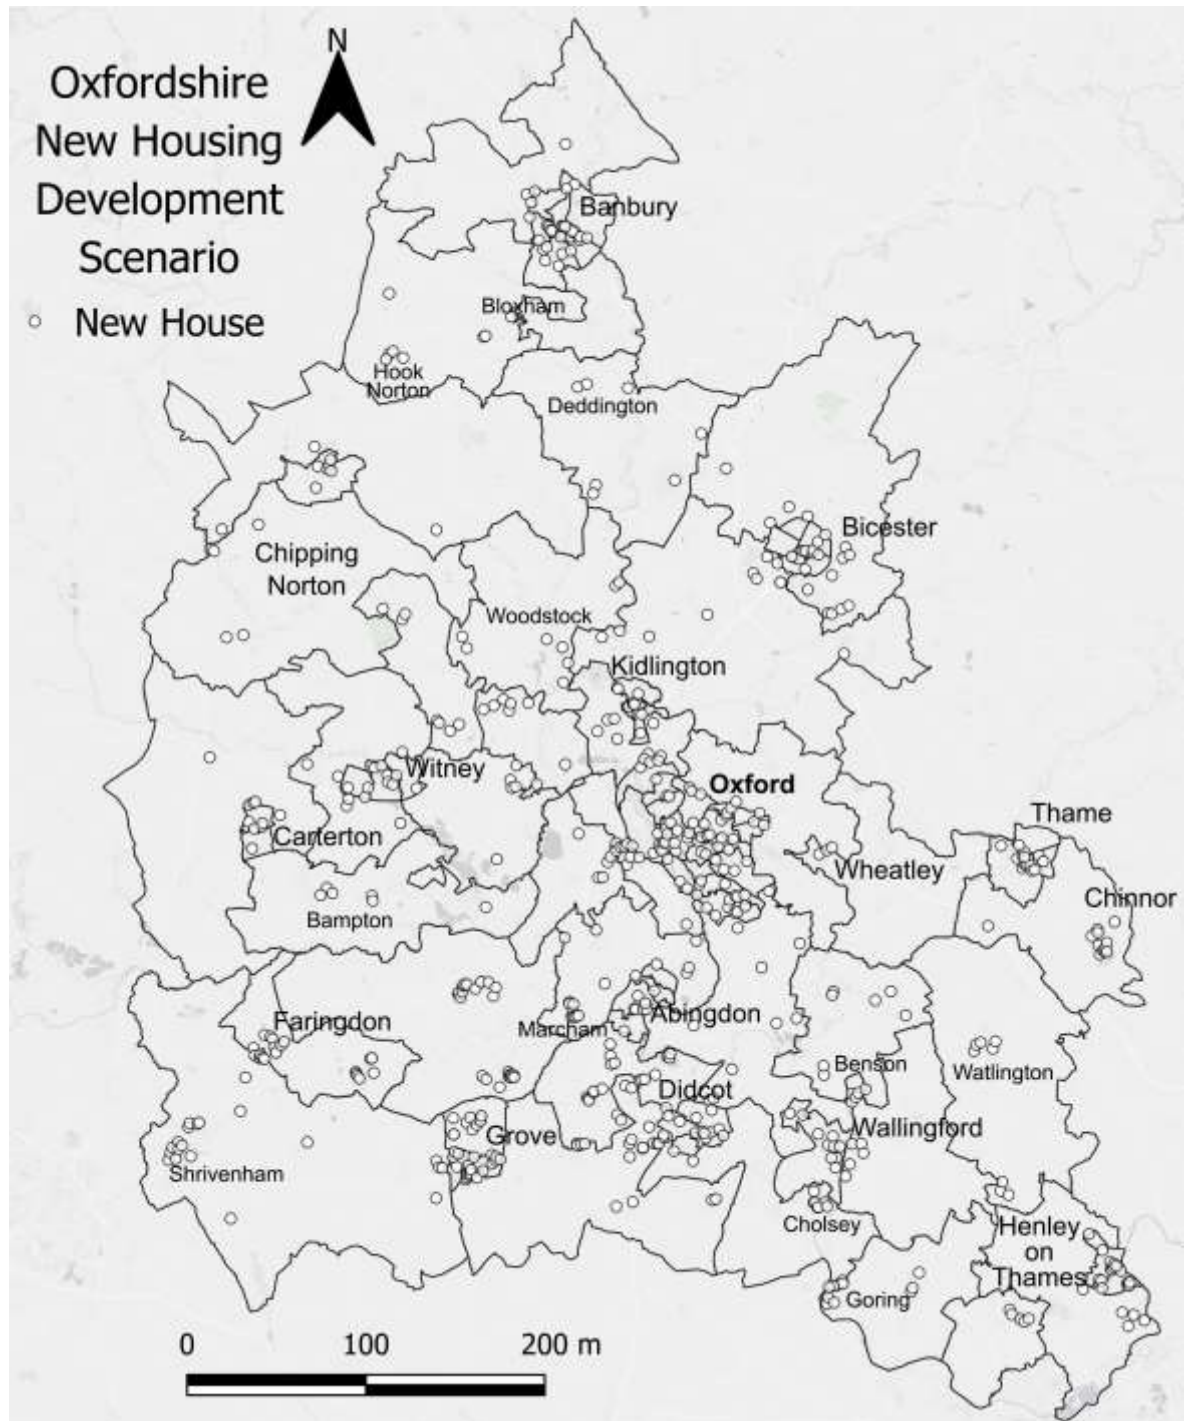 N
Oxfordshire
New Housing
Development
Scenario
New House
Banbury
Bloxham
Hook
Norton
Deddington
Bicester
Chipping
Norton
Woodstock
Kidlington
Witney
Oxford
Carterton
Thame
Wheatley
Chinnor
Bampton
Faringdon
Marcham
Abingdon
Benson
Watlington
Didcot
Grove
Wallingford
Shrivenham
Cholsey
Henley
on
Thames
Goring
0 100 200 m